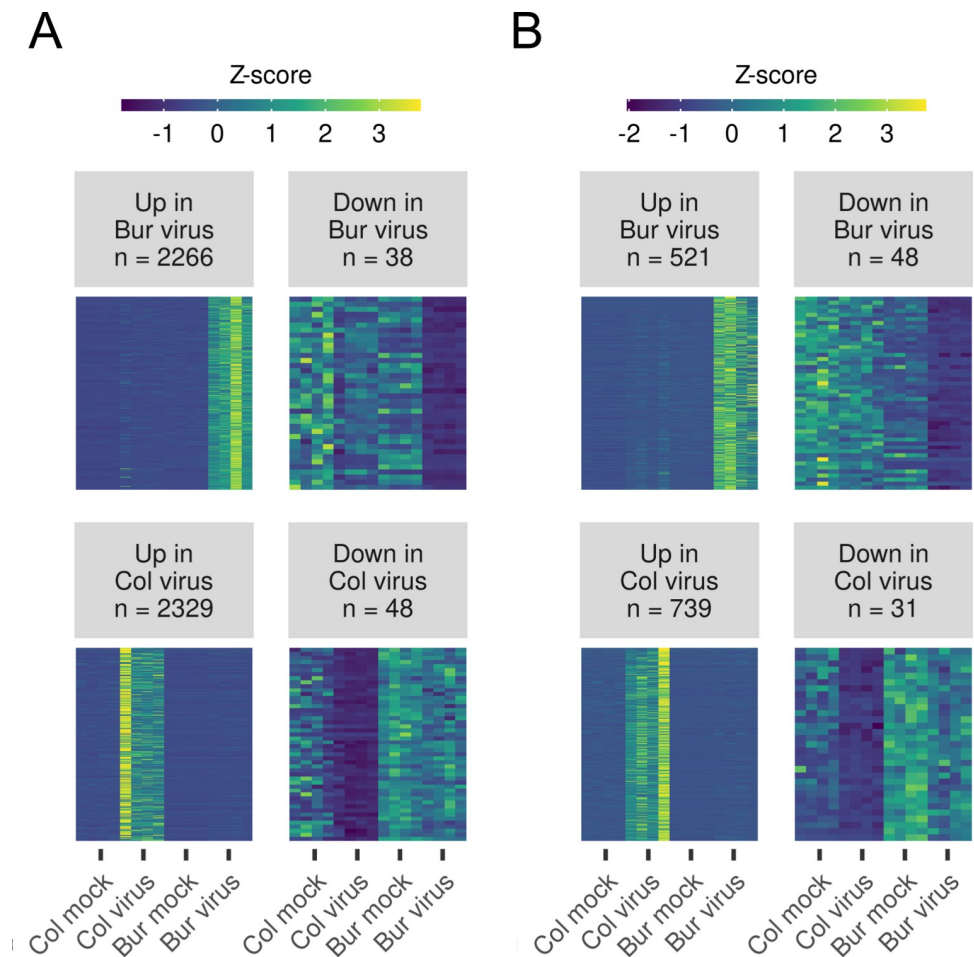 A
Z-score
-1 0 1 2 3
Up in
Bur virus
n = 2266
Down in
Bur virus
n = 38
Up in
Col virus
n = 2329
Down in
Col virus
n = 48
Col mock
Col virus
Bur mock
Bur virus
Col mock
Col virus
Bur mock
Bur virus
B
Z-score
-2 -1 0 1 2 3
Up in
Bur virus
n = 521
Down in
Bur virus
n = 48
Up in
Col virus
n = 739
Down in
Col virus
n = 31
Col mock
Col virus
Bur mock
Bur virus
Col mock
Col virus
Bur mock
Bur virus